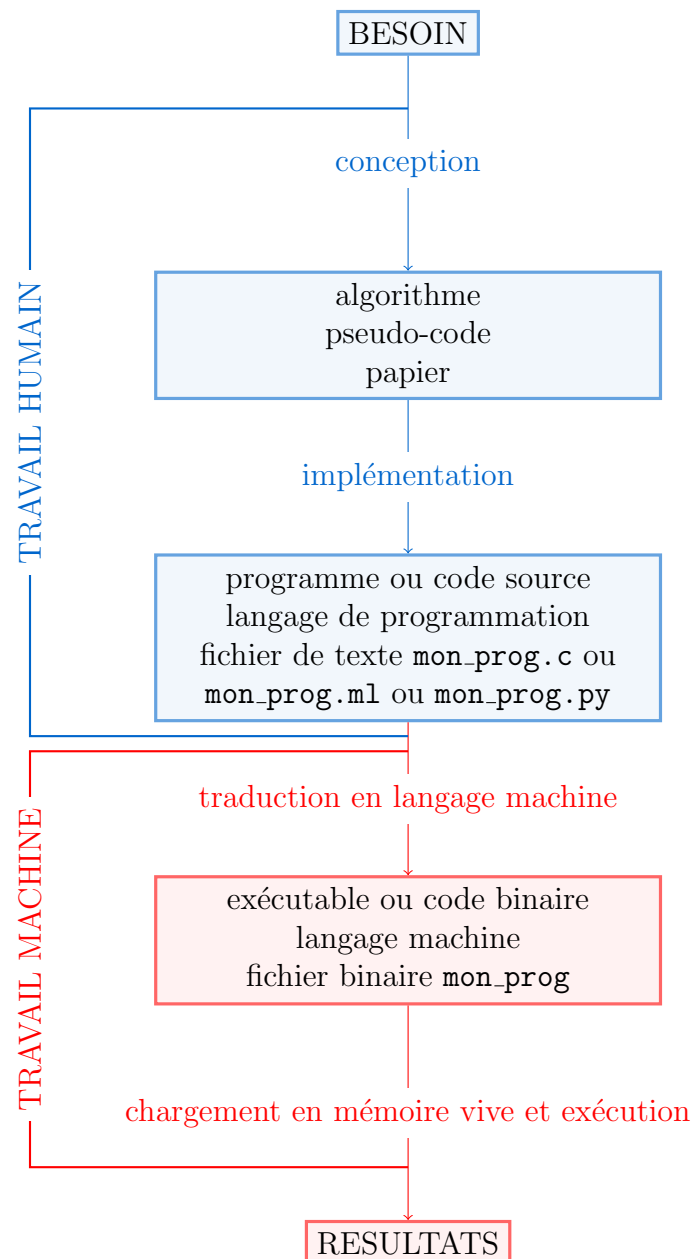 BESOIN
conception
algorithme
pseudo-code
papier
TRAVAIL HUMAIN
implémentation
programme ou code source
langage de programmation
fichier de texte mon_prog.c ou
mon_prog.ml ou mon_prog.py
traduction en langage machine
exécutable ou code binaire
langage machine
fichier binaire mon_prog
TRAVAIL MACHINE
chargement en mémoire vive et exécution
RESULTATS